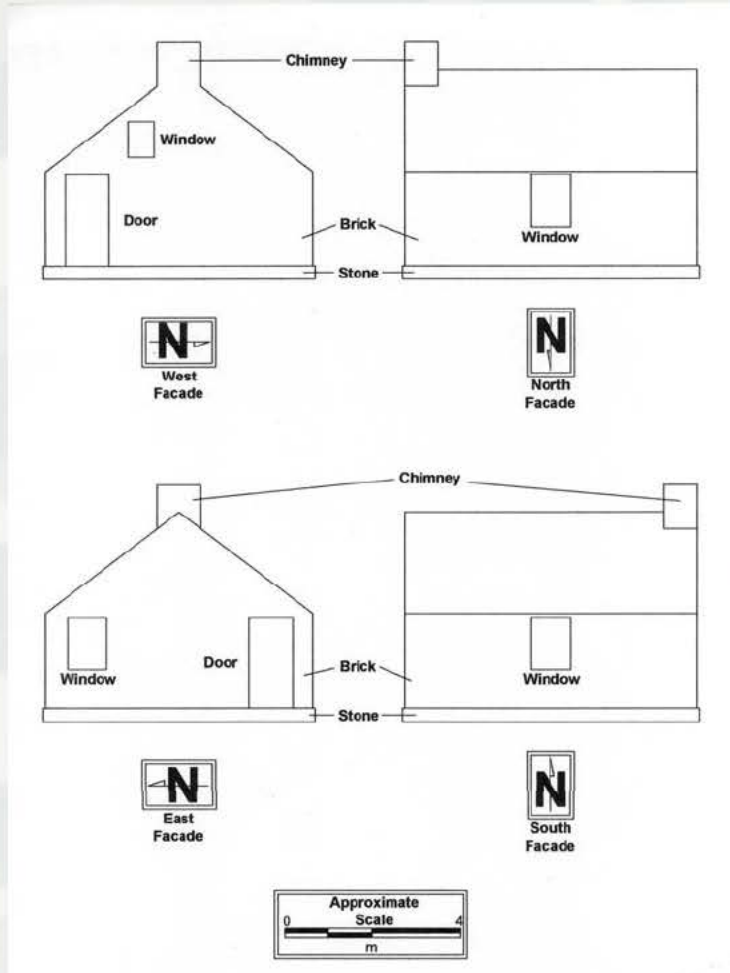 Chimney
Window
Door
Brick
Window
Stone
N
West
Facade
N
North
Facade
Chimney
Window
Door
Brick
Window
Stone
N
East
Facade
N
South
Facade
Approximate
Scale
0 4
m